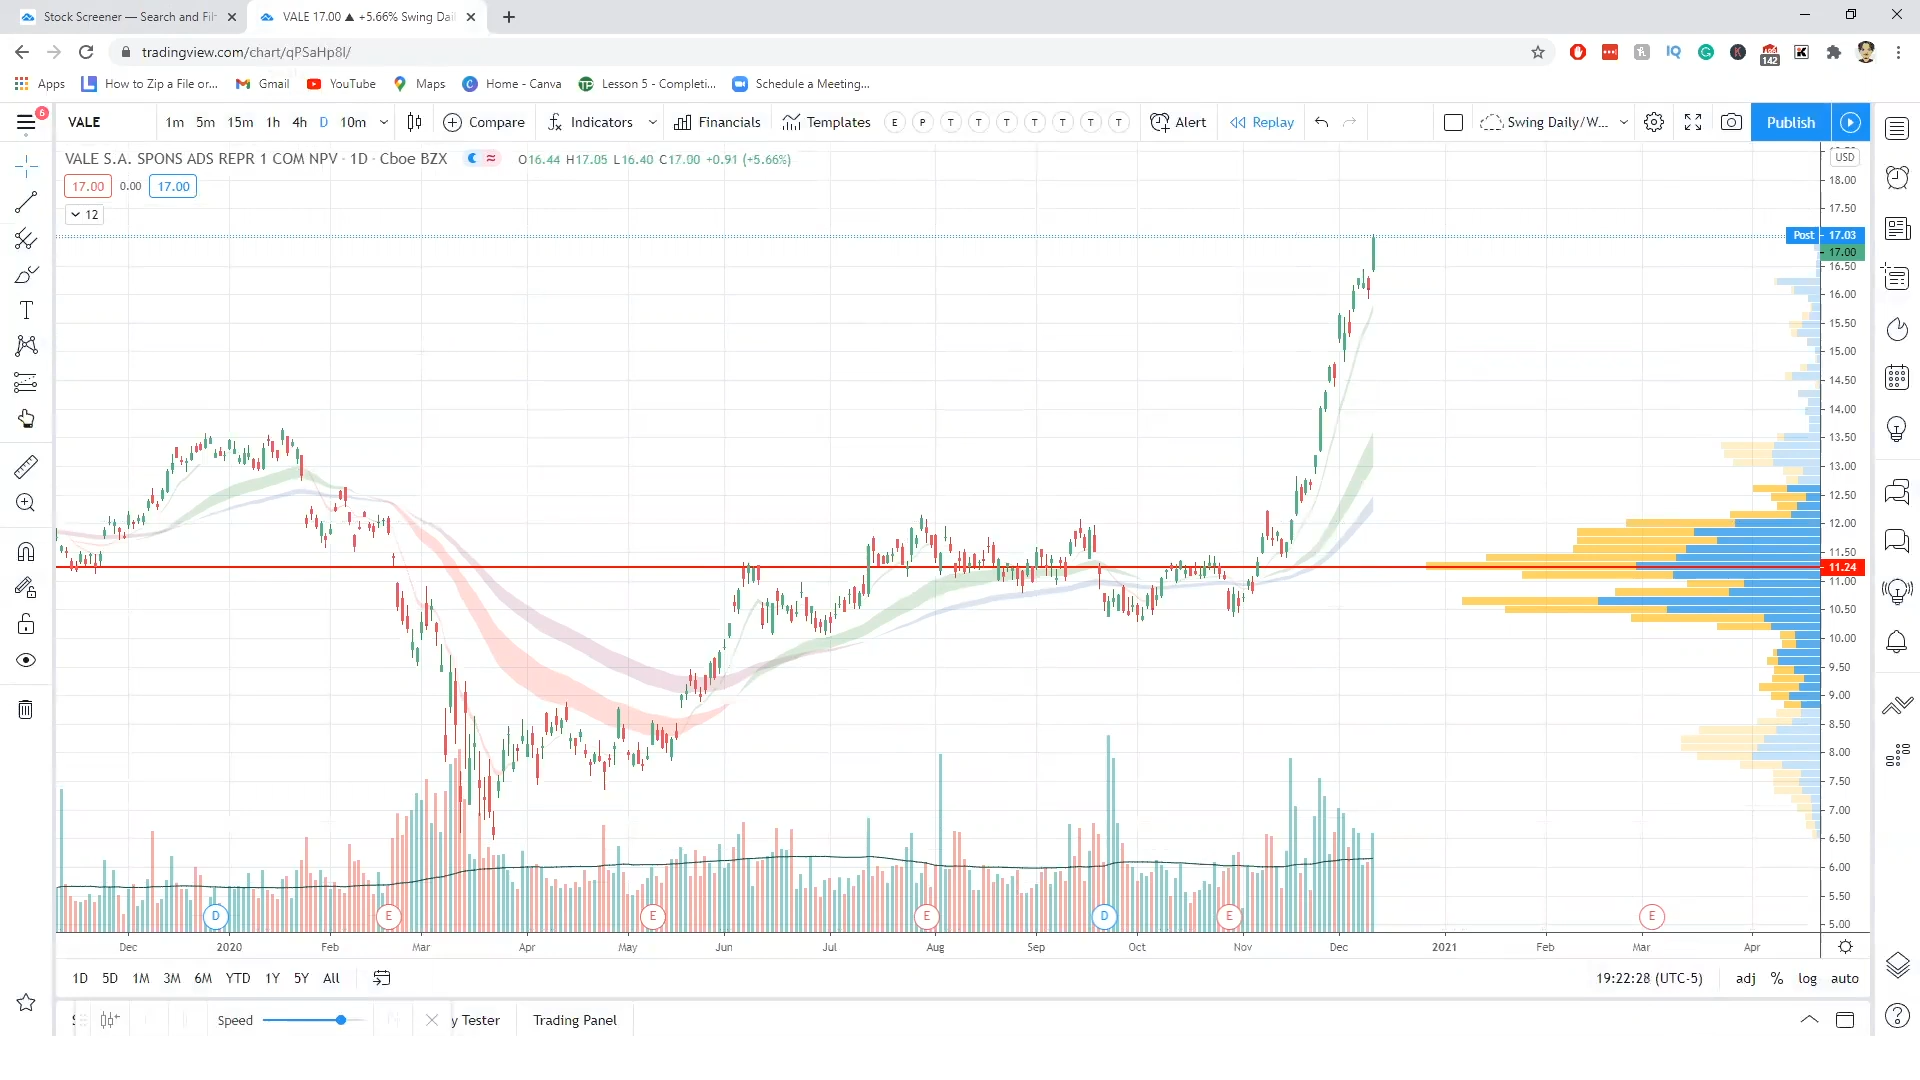 Stock Screener — Search and Fil
VALE 17.00 ▲ +5.66% Swing Dail
tradingview.com/chart/qPSaHp8l/
142
Apps
How to Zip a File or...
Gmail
YouTube
Maps
Home - Canva
Lesson 5 - Completi...
Schedule a Meeting...
6
VALE
1m 5m 15m 1h 4h D 10m
Compare
Indicators
Financials
Templates
E P T T T T T T T
Alert
Replay
Swing Daily/W...
Publish
VALE S.A. SPONS ADS REPR 1 COM NPV · 1D · Cboe BZX
O16.44 H17.05 L16.40 C17.00 +0.91 (+5.66%)
USD
17.00 0.00 17.00
12
18.00
17.50
Post 17.03
17.00
16.50
16.00
15.50
15.00
14.50
14.00
13.50
13.00
12.50
12.00
11.50
11.24
11.00
10.50
10.00
9.50
9.00
8.50
8.00
7.50
7.00
6.50
6.00
5.50
5.00
D E E E D E E
Dec 2020 Feb Mar Apr May Jun Jul Aug Sep Oct Nov Dec 2021 Feb Mar Apr
1D 5D 1M 3M 6M YTD 1Y 5Y All
19:22:28 (UTC-5)
adj % log auto
Speed
y Tester
Trading Panel